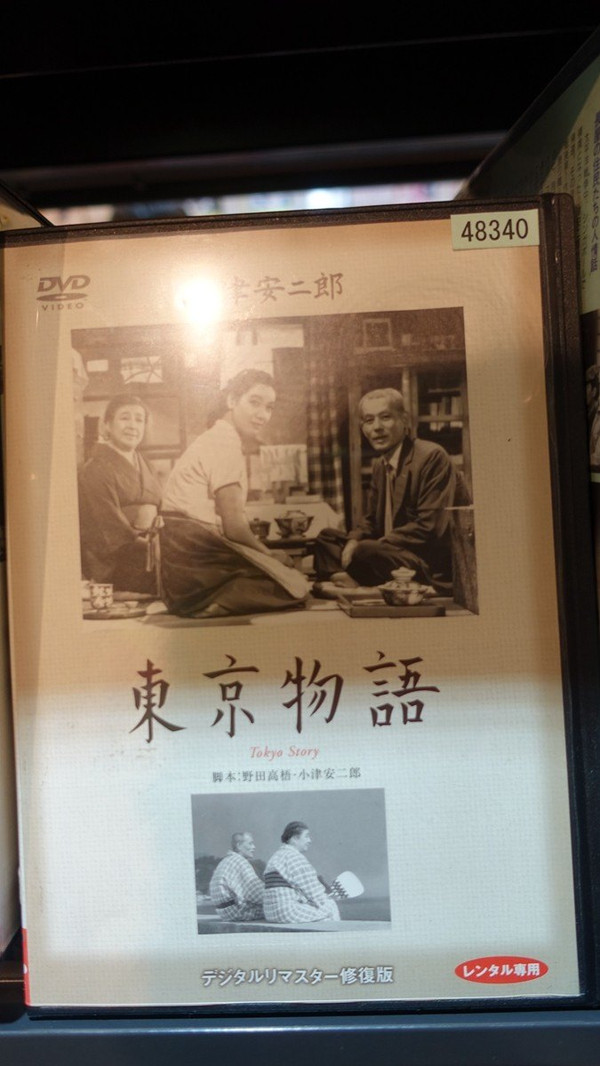 48340
DVD
VIDEO
津安二郎
東京物語
Tokyo Story
脚本:野田高梧・小津安二郎
デジタルリマスター修復版
レンタル専用